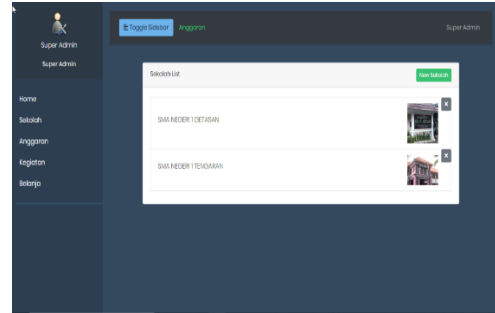 Super Admin
Super Admin
Home
Sekolah
Anggaran
Kegiatan
Belanja
Toggle Sidebar
Anggaran
Super Admin
Sekolah List
New Sekolah
SMA NEGERI 1 GETASAN
x
SMA NEGERI 1 TENGARAN
x